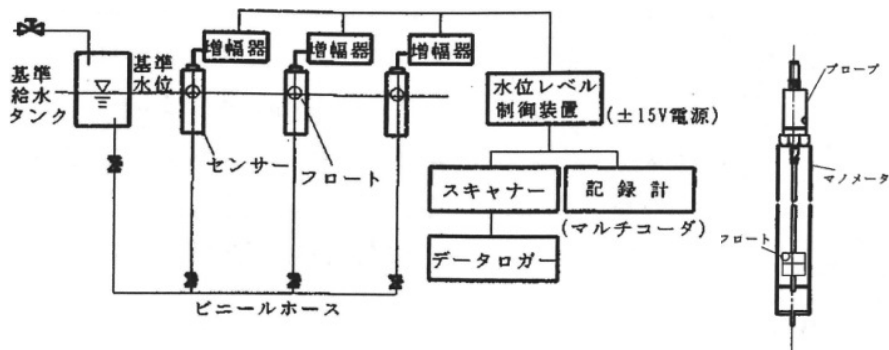 増幅器
増幅器
増幅器
基準
給水
タンク
基準
水位
水位レベル
制御装置
(±15V電源)
センサー
フロート
スキャナー
記録計
(マルチコーダ)
データロガー
ビニールホース
プローブ
マノメータ
フロート